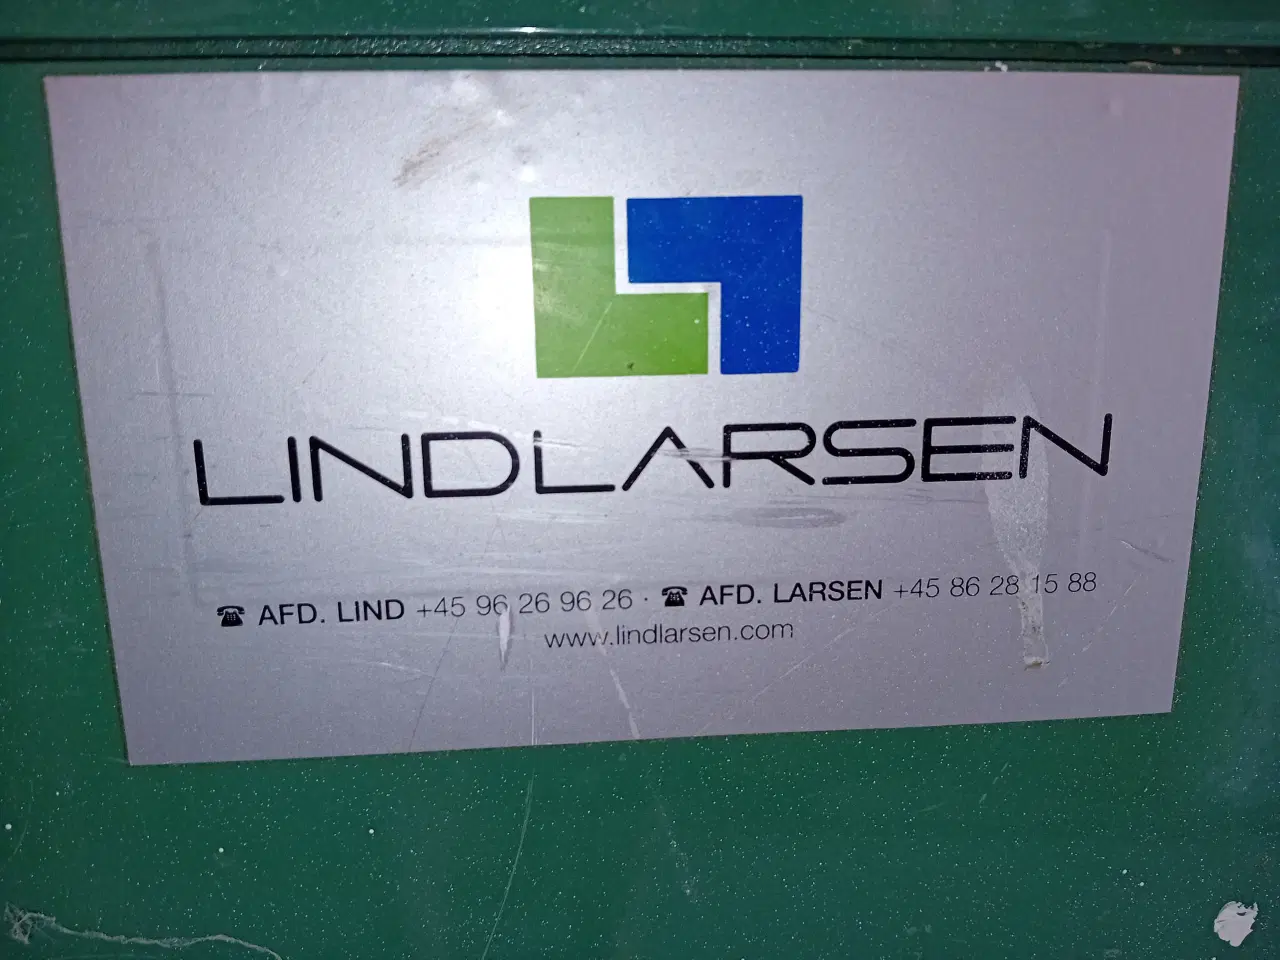 LINDLARSEN
☎ AFD. LIND +45 96 26 96 26 · ☎ AFD. LARSEN +45 86 28 15 88
www.lindlarsen.com